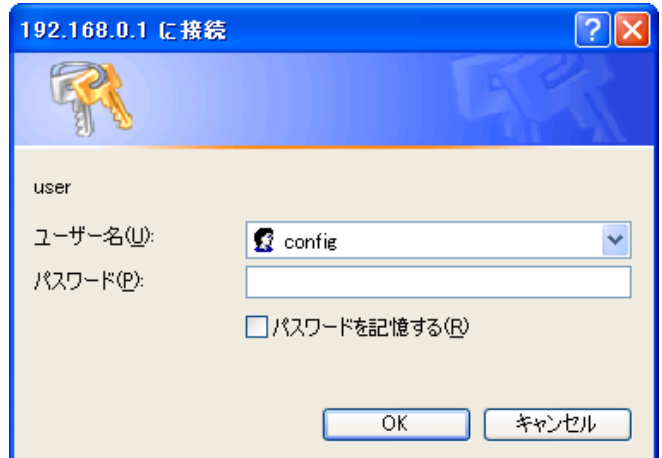 192.168.0.1 に接続
user
ユーザー名(U):
config
パスワード(P):
パスワードを記憶する(R)
OK
キャンセル